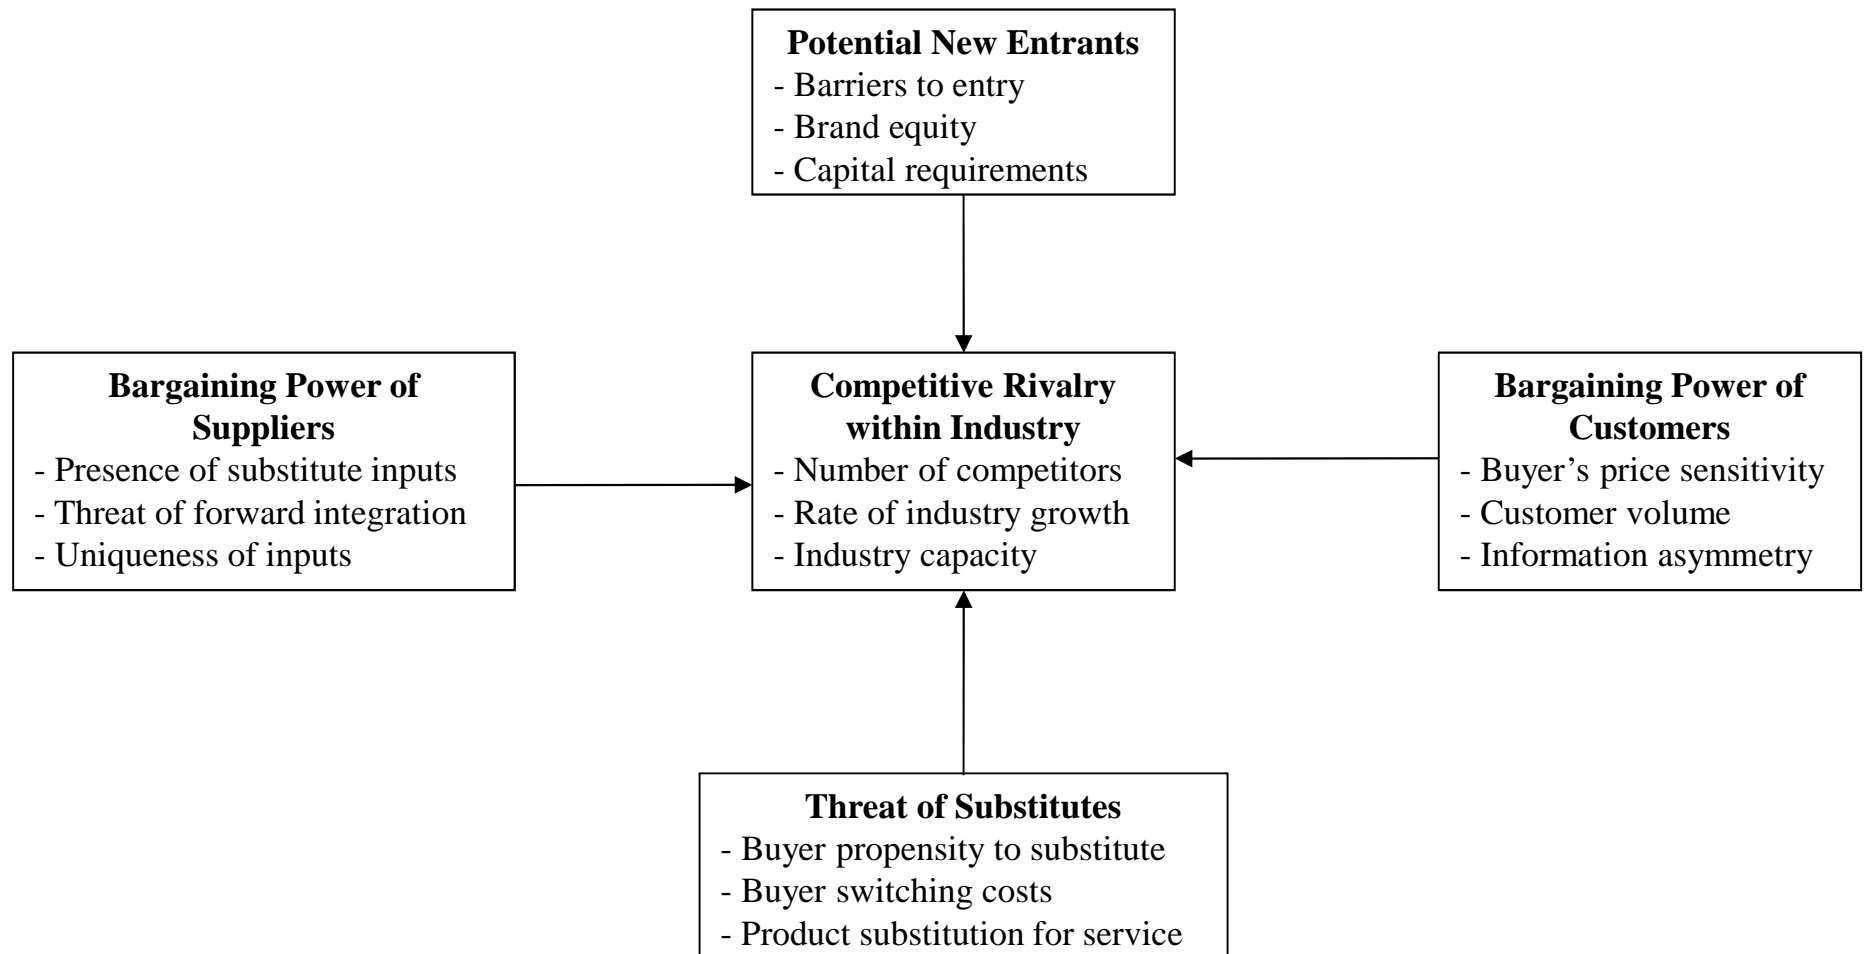 Potential New Entrants
- Barriers to entry
- Brand equity
- Capital requirements
Bargaining Power of
Suppliers
- Presence of substitute inputs
- Threat of forward integration
- Uniqueness of inputs
Competitive Rivalry
within Industry
- Number of competitors
- Rate of industry growth
- Industry capacity
Bargaining Power of
Customers
- Buyer’s price sensitivity
- Customer volume
- Information asymmetry
Threat of Substitutes
- Buyer propensity to substitute
- Buyer switching costs
- Product substitution for service